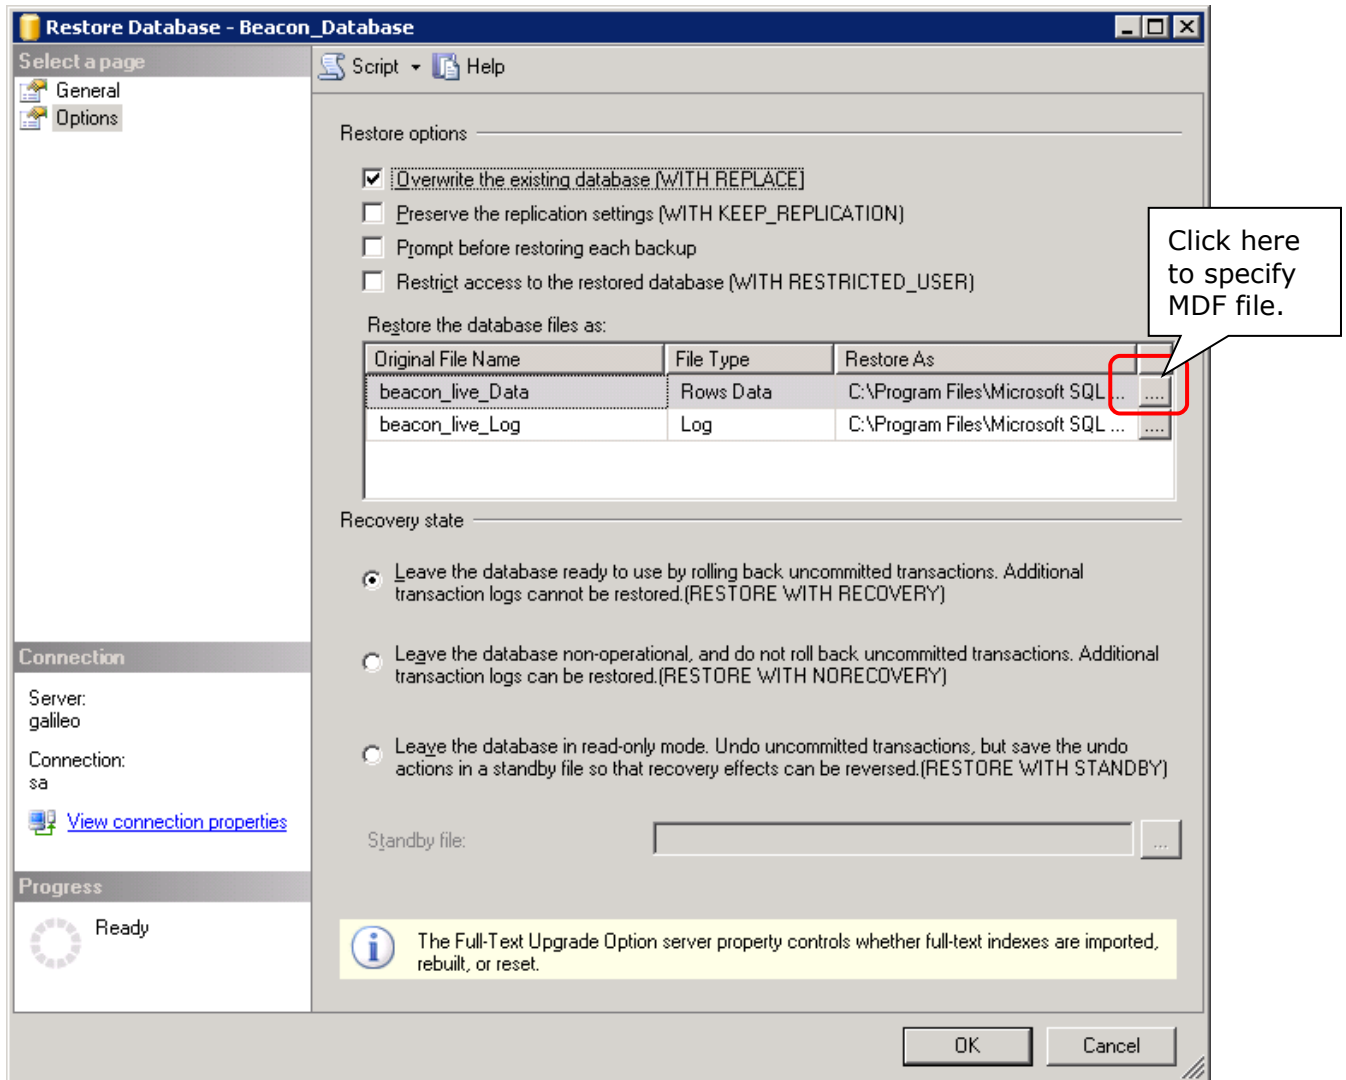 Restore Database - Beacon_Database
Select a page
General
Options
Script
Help
Restore options
Overwrite the existing database (WITH REPLACE)
Preserve the replication settings (WITH KEEP_REPLICATION)
Prompt before restoring each backup
Restrict access to the restored database (WITH RESTRICTED_USER)
Click here
to specify
MDF file.
Restore the database files as:
Original File Name File Type Restore As
beacon_live_Data Rows Data C:\Program Files\Microsoft SQL ... ....
beacon_live_Log Log C:\Program Files\Microsoft SQL ... ....
Recovery state
Leave the database ready to use by rolling back uncommitted transactions. Additional
transaction logs cannot be restored.(RESTORE WITH RECOVERY)
Leave the database non-operational, and do not roll back uncommitted transactions. Additional
transaction logs can be restored.(RESTORE WITH NORECOVERY)
Leave the database in read-only mode. Undo uncommitted transactions, but save the undo
actions in a standby file so that recovery effects can be reversed.(RESTORE WITH STANDBY)
Standby file:
...
The Full-Text Upgrade Option server property controls whether full-text indexes are imported,
rebuilt, or reset.
Connection
Server:
galileo
Connection:
sa
View connection properties
Progress
Ready
OK
Cancel